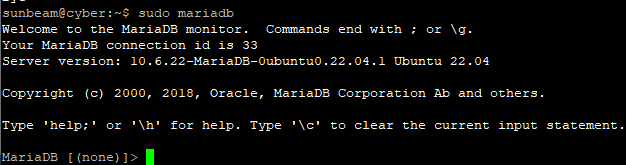 sunbeam@cyber:~$ sudo mariadb
Welcome to the MariaDB monitor.  Commands end with ; or \g.
Your MariaDB connection id is 33
Server version: 10.6.22-MariaDB-0ubuntu0.22.04.1 Ubuntu 22.04
Copyright (c) 2000, 2018, Oracle, MariaDB Corporation Ab and others.
Type 'help;' or '\h' for help. Type '\c' to clear the current input statement.
MariaDB [(none)]>